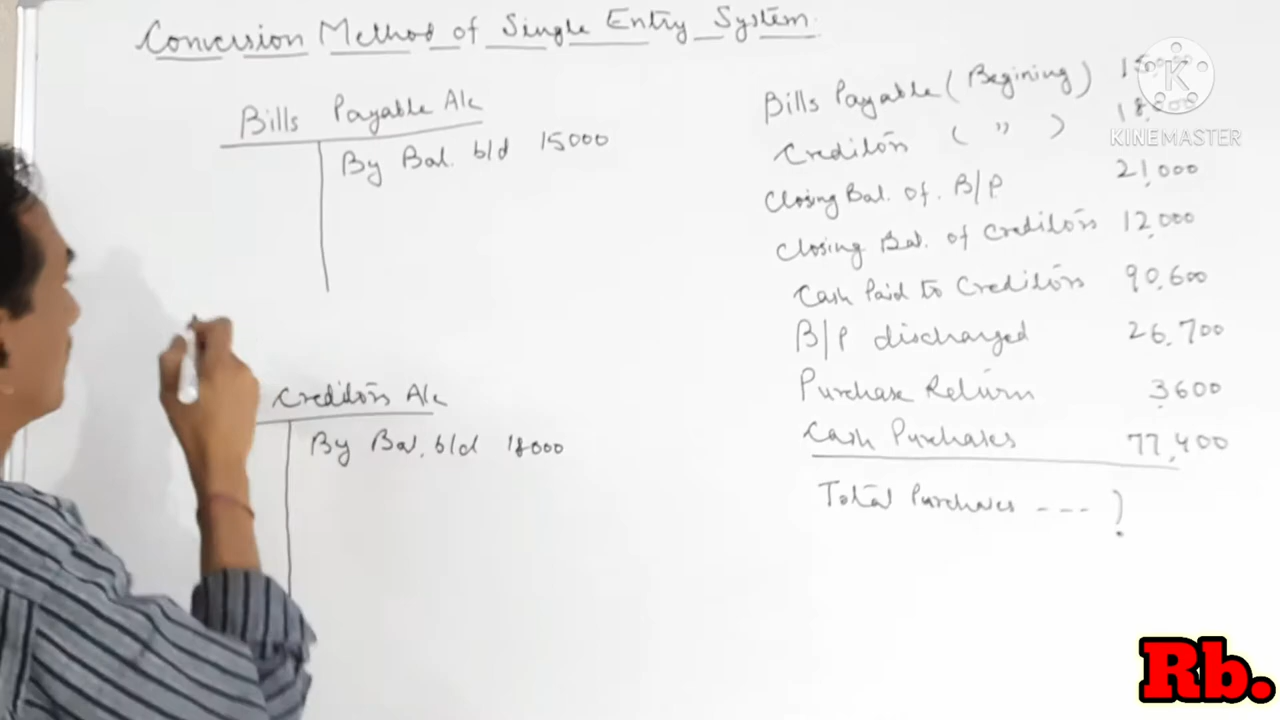 Conversion Method of Single Entry System.
Bills Payable A/c
By Bal. b/d 15000
Creditors A/c
By Bal. b/d 18000
Bills Payable (Begining)
Creditors ( " )
Closing Bal. of. B/P 21,000
Closing Bal. of Creditors 12,000
Cash Paid to Creditors 90,600
B/P discharged 26,700
Purchase Return 3600
Cash Purchases 77,400
Total Purchases --- ?
KINEMASTER
Rb.